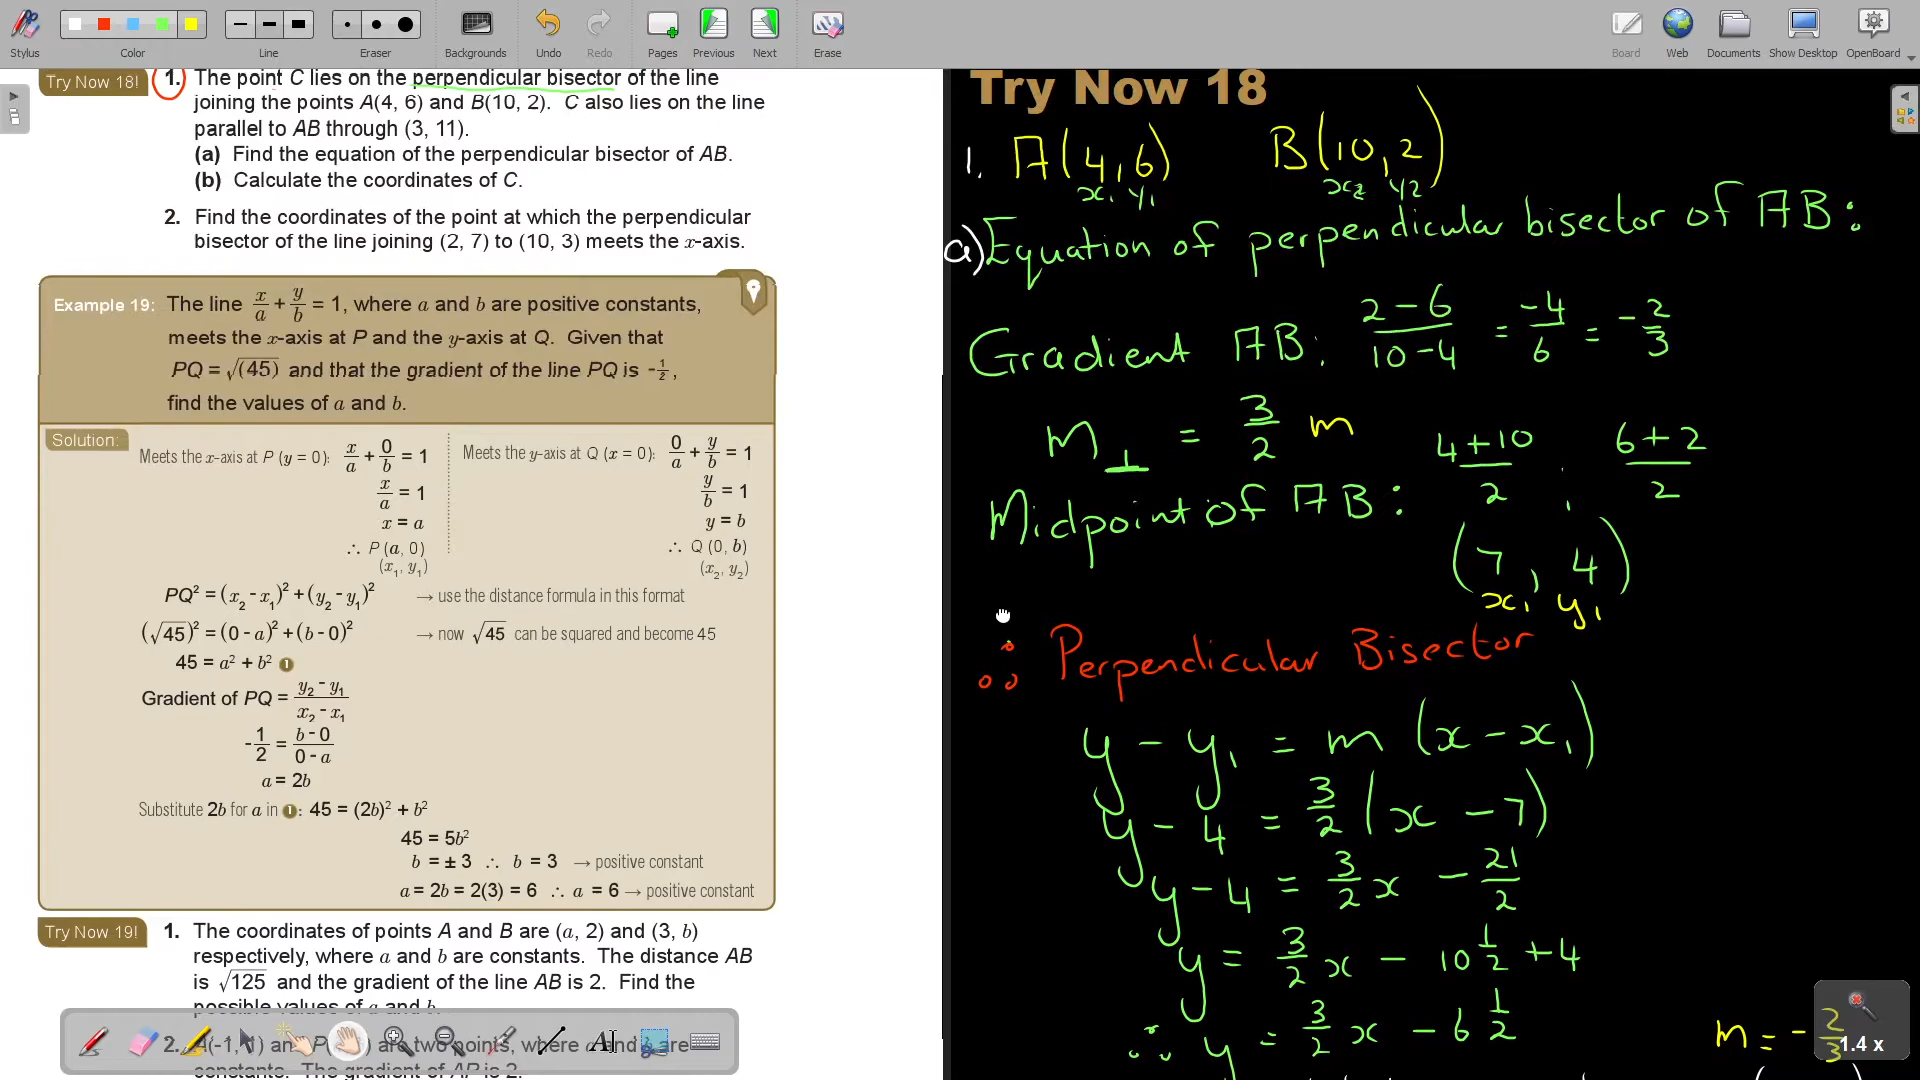 Stylus Color Line Eraser Backgrounds Undo Redo Pages Previous Next Erase Board Web Documents Show Desktop OpenBoard
Try Now 18! 1. The point C lies on the perpendicular bisector of the line
joining the points A(4, 6) and B(10, 2). C also lies on the line
parallel to AB through (3, 11).
(a) Find the equation of the perpendicular bisector of AB.
(b) Calculate the coordinates of C.
2. Find the coordinates of the point at which the perpendicular
bisector of the line joining (2, 7) to (10, 3) meets the x-axis.
Example 19: The line x/a + y/b = 1, where a and b are positive constants,
meets the x-axis at P and the y-axis at Q. Given that
PQ = √(45) and that the gradient of the line PQ is -1/2,
find the values of a and b.
Solution:
Meets the x-axis at P (y = 0): x/a + 0/b = 1
x/a = 1
x = a
∴ P (a, 0)
(x₁, y₁)
Meets the y-axis at Q (x = 0): 0/a + y/b = 1
y/b = 1
y = b
∴ Q (0, b)
(x₂, y₂)
PQ² = (x₂ - x₁)² + (y₂ - y₁)² → use the distance formula in this format
(√45)² = (0 - a)² + (b - 0)² → now √45 can be squared and become 45
45 = a² + b² 1
Gradient of PQ = y₂ - y₁ / x₂ - x₁
-1/2 = b - 0 / 0 - a
a = 2b
Substitute 2b for a in 1: 45 = (2b)² + b²
45 = 5b²
b = ± 3 ∴ b = 3 → positive constant
a = 2b = 2(3) = 6 ∴ a = 6 → positive constant
Try Now 19! 1. The coordinates of points A and B are (a, 2) and (3, b)
respectively, where a and b are constants. The distance AB
is √125 and the gradient of the line AB is 2. Find the
possible values of a and b.
Try Now 18
1. A(4,6) B(10,2)
x₁ y₁ x₂ y₂
a) Equation of perpendicular bisector of AB:
Gradient AB: 2 - 6 / 10 - 4 = -4/6 = -2/3
m⊥ = 3/2 m
Midpoint of AB: 4+10/2 , 6+2/2
(7, 4)
x₁ y₁
∴ Perpendicular Bisector
y - y₁ = m (x - x₁)
y - 4 = 3/2 (x - 7)
y - 4 = 3/2 x - 21/2
y = 3/2 x - 10 1/2 + 4
∴ y = 3/2 x - 6 1/2
m = -2/3
1.4 x